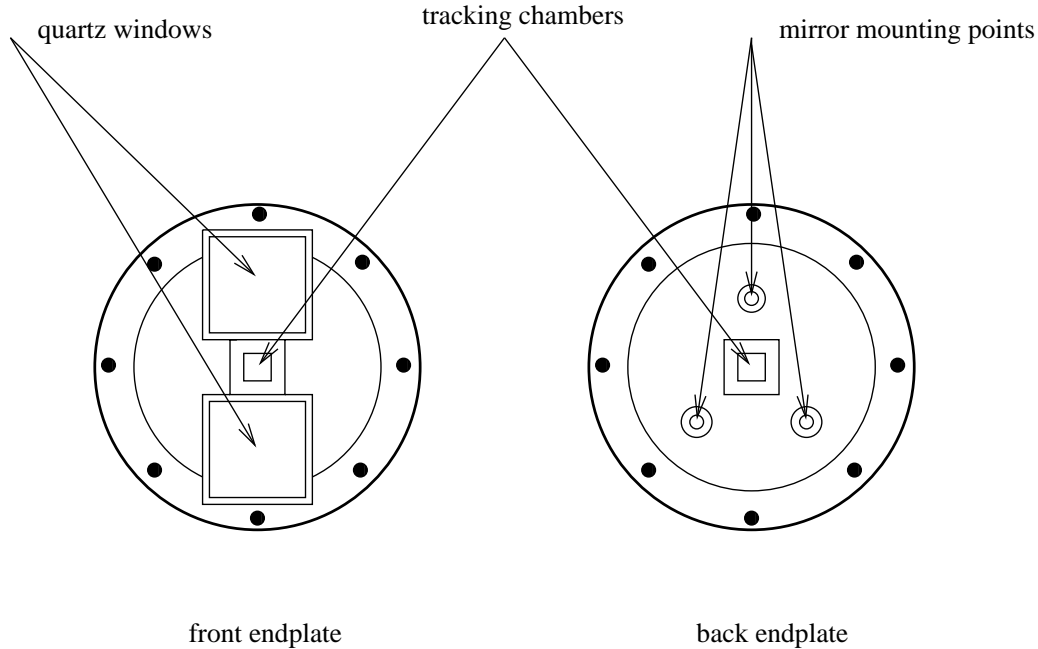 tracking chambers
quartz windows
mirror mounting points
front endplate
back endplate